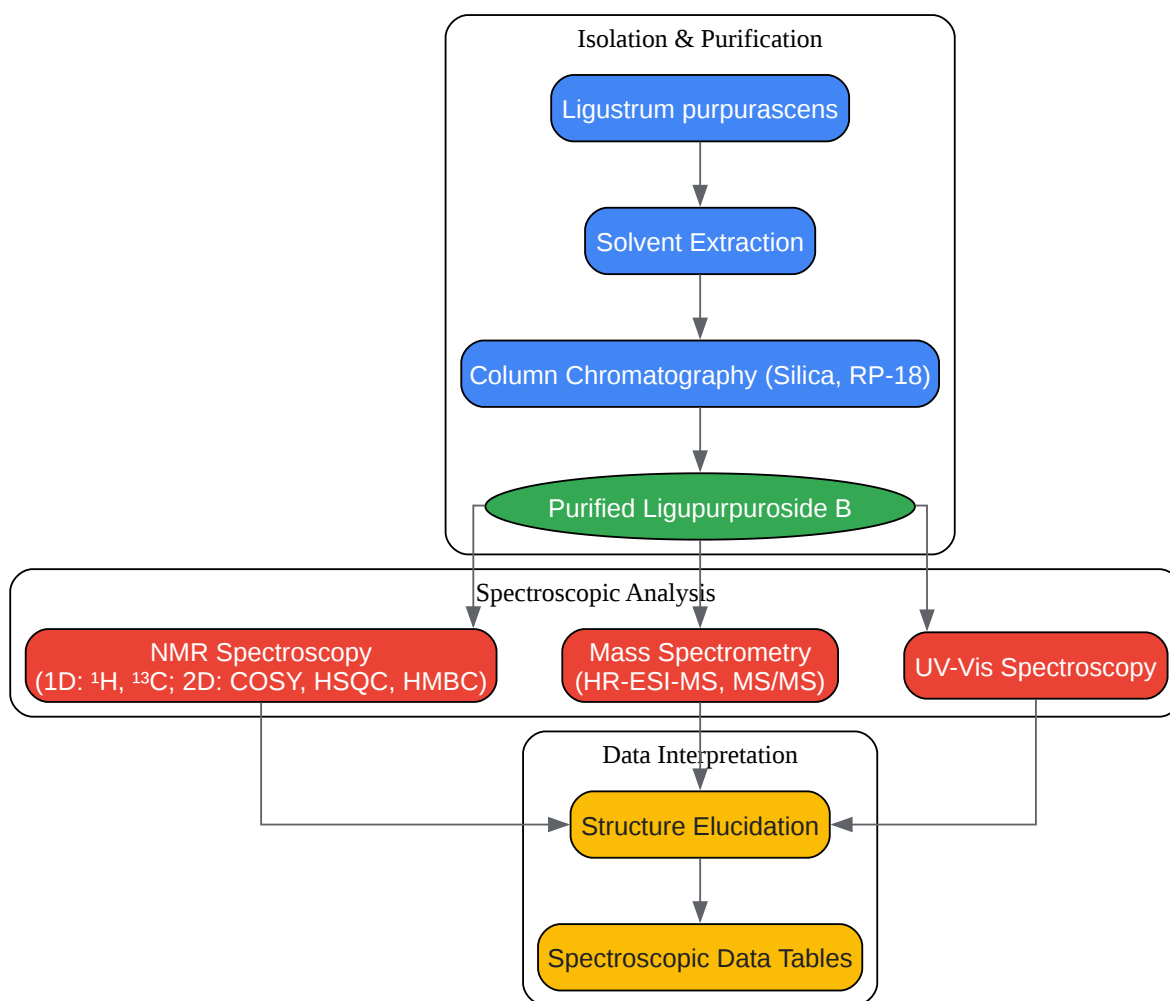 Isolation & Purification
Ligustrum purpurascens
Solvent Extraction
Column Chromatography (Silica, RP-18)
Purified Ligupurpuroside B
Spectroscopic Analysis
NMR Spectroscopy
(1D: ¹H, ¹³C; 2D: COSY, HSQC, HMBC)
Mass Spectrometry
(HR-ESI-MS, MS/MS)
UV-Vis Spectroscopy
Data Interpretation
Structure Elucidation
Spectroscopic Data Tables